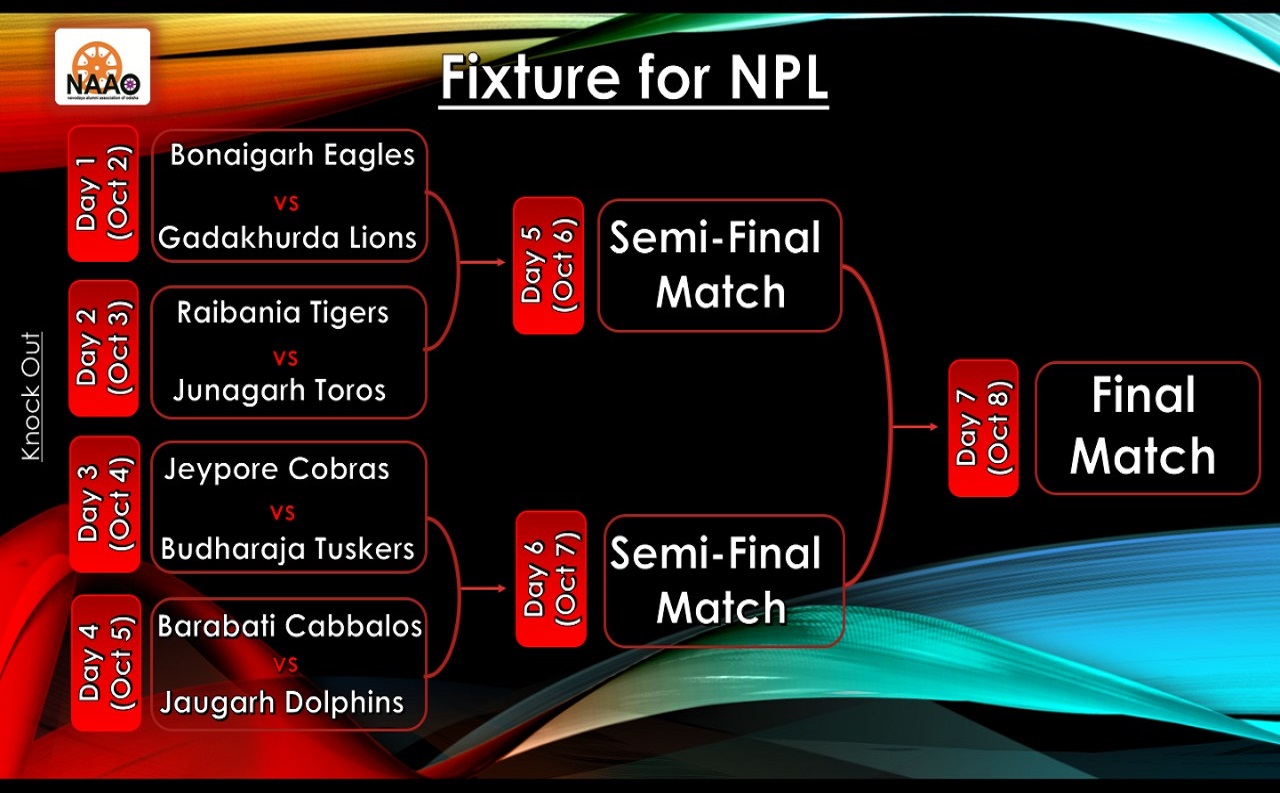 NAAO
navodaya alumni association of odisha
Fixture for NPL
Knock Out
Day 1
(Oct 2)
Bonaigarh Eagles
vs
Gadakhurda Lions
Day 2
(Oct 3)
Raibania Tigers
vs
Junagarh Toros
Day 3
(Oct 4)
Jeypore Cobras
vs
Budharaja Tuskers
Day 4
(Oct 5)
Barabati Cabbalos
vs
Jaugarh Dolphins
Day 5
(Oct 6)
Semi-Final
Match
Day 6
(Oct 7)
Semi-Final
Match
Day 7
(Oct 8)
Final
Match